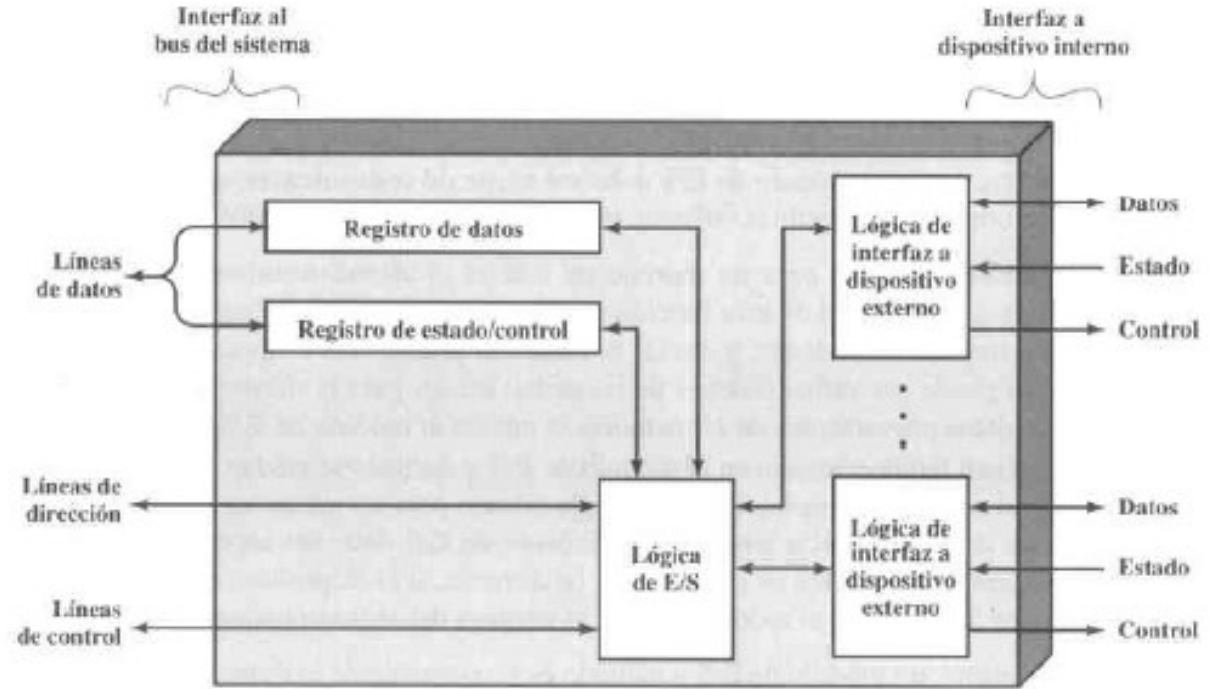 Interfaz al
bus del sistema
Interfaz a
dispositivo interno
Registro de datos
Líneas
de datos
Registro de estado/control
Lógica de
interfaz a
dispositivo
externo
Datos
Estado
Control
Líneas de
dirección
Líneas
de control
Lógica
de E/S
Lógica de
interfaz a
dispositivo
externo
Datos
Estado
Control